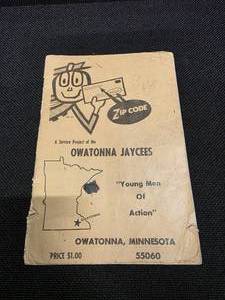 ZIP CODE
A Service Project of the
OWATONNA JAYCEES
"Young Men
Of
Action"
OWATONNA, MINNESOTA
PRICE $1.00 55060